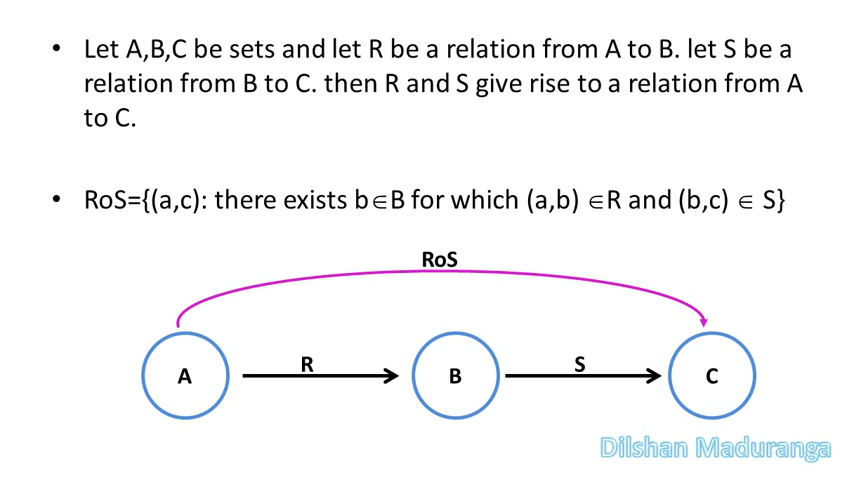 • Let A,B,C be sets and let R be a relation from A to B. let S be a
relation from B to C. then R and S give rise to a relation from A
to C.
• RoS={(a,c): there exists b∈B for which (a,b) ∈R and (b,c) ∈ S}
RoS
R
S
A
B
C
Dilshan Maduranga